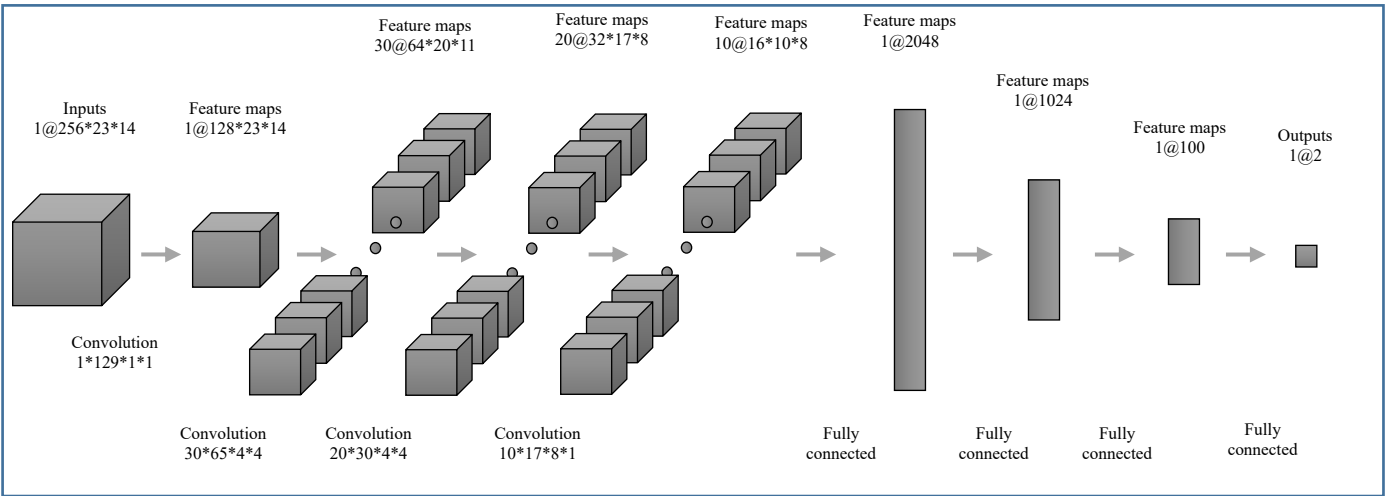 Inputs
1@256*23*14
Feature maps
1@128*23*14
Feature maps
30@64*20*11
Feature maps
20@32*17*8
Feature maps
10@16*10*8
Feature maps
1@2048
Feature maps
1@1024
Feature maps
1@100
Outputs
1@2
Convolution
1*129*1*1
Convolution
30*65*4*4
Convolution
20*30*4*4
Convolution
10*17*8*1
Fully
connected
Fully
connected
Fully
connected
Fully
connected